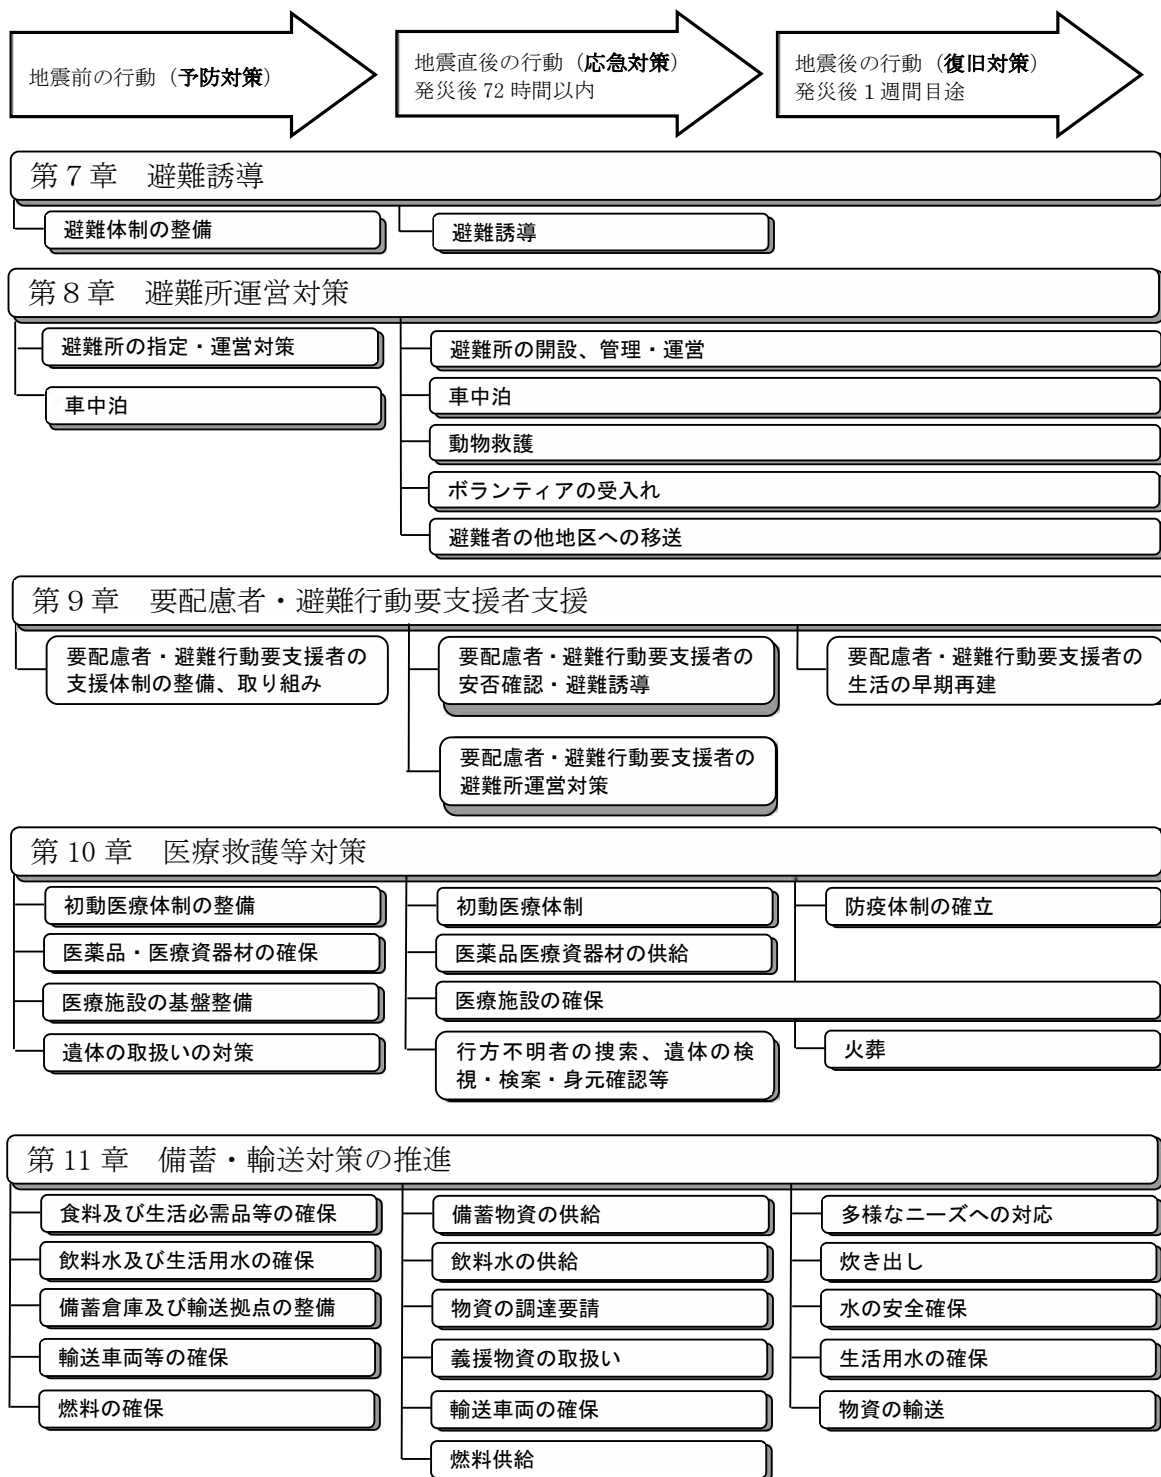 地震前の行動（予防対策）
地震直後の行動（応急対策）
発災後 72 時間以内
地震後の行動（復旧対策）
発災後１週間目途
第７章　避難誘導
避難体制の整備
避難誘導
第８章　避難所運営対策
避難所の指定・運営対策
車中泊
避難所の開設、管理・運営
車中泊
動物救護
ボランティアの受入れ
避難者の他地区への移送
第９章　要配慮者・避難行動要支援者支援
要配慮者・避難行動要支援者の
支援体制の整備、取り組み
要配慮者・避難行動要支援者の
安否確認・避難誘導
要配慮者・避難行動要支援者の
避難所運営対策
要配慮者・避難行動要支援者の
生活の早期再建
第 10 章　医療救護等対策
初動医療体制の整備
医薬品・医療資器材の確保
医療施設の基盤整備
遺体の取扱いの対策
初動医療体制
医薬品医療資器材の供給
医療施設の確保
行方不明者の捜索、遺体の検
視・検案・身元確認等
防疫体制の確立
火葬
第 11 章　備蓄・輸送対策の推進
食料及び生活必需品等の確保
飲料水及び生活用水の確保
備蓄倉庫及び輸送拠点の整備
輸送車両等の確保
燃料の確保
備蓄物資の供給
飲料水の供給
物資の調達要請
義援物資の取扱い
輸送車両の確保
燃料供給
多様なニーズへの対応
炊き出し
水の安全確保
生活用水の確保
物資の輸送